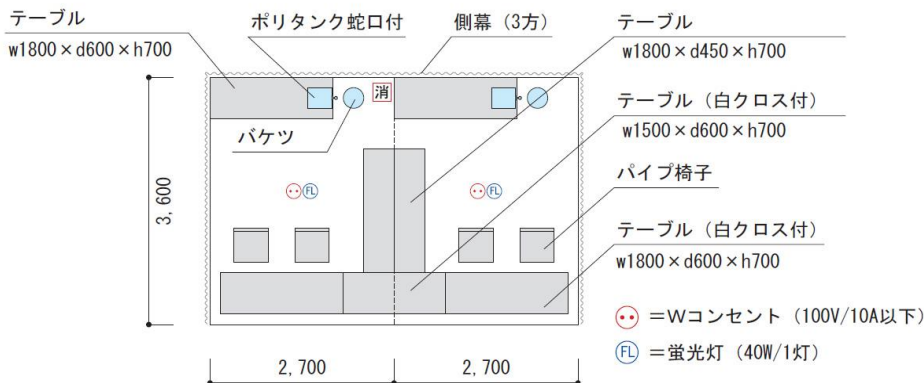 テーブル
w1800×d600×h700
ポリタンク蛇口付
側幕（3方）
テーブル
w1800×d450×h700
消
バケツ
テーブル（白クロス付）
w1500×d600×h700
FL
FL
パイプ椅子
3,600
テーブル（白クロス付）
w1800×d600×h700
＝Wコンセント（100V/10A以下）
FL ＝蛍光灯（40W/1灯）
2,700
2,700